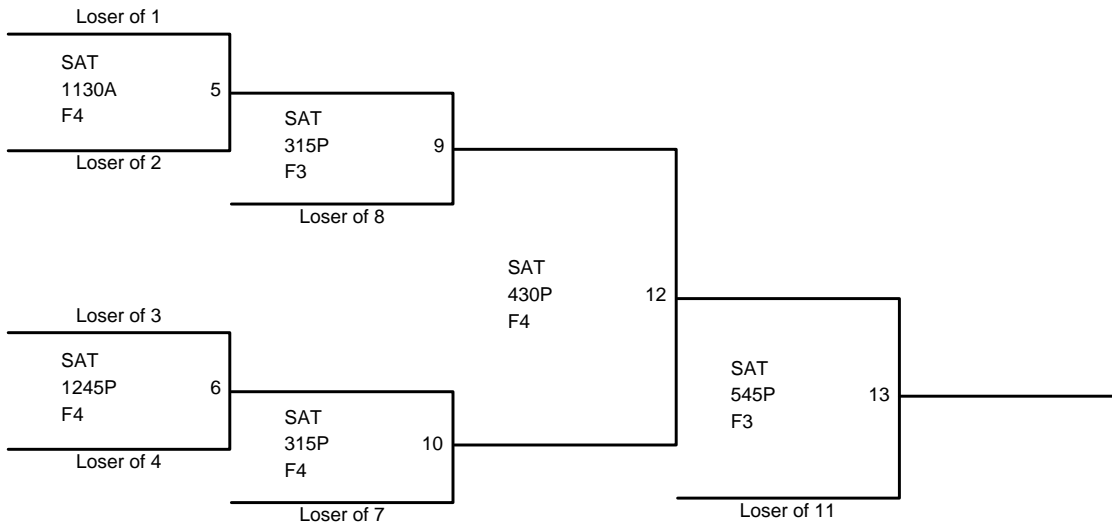 Loser of 1
SAT
1130A
F4
5
Loser of 2
SAT
315P
F3
9
Loser of 8
SAT
430P
F4
12
Loser of 3
SAT
1245P
F4
6
Loser of 4
SAT
315P
F4
10
Loser of 7
SAT
545P
F3
13
Loser of 11